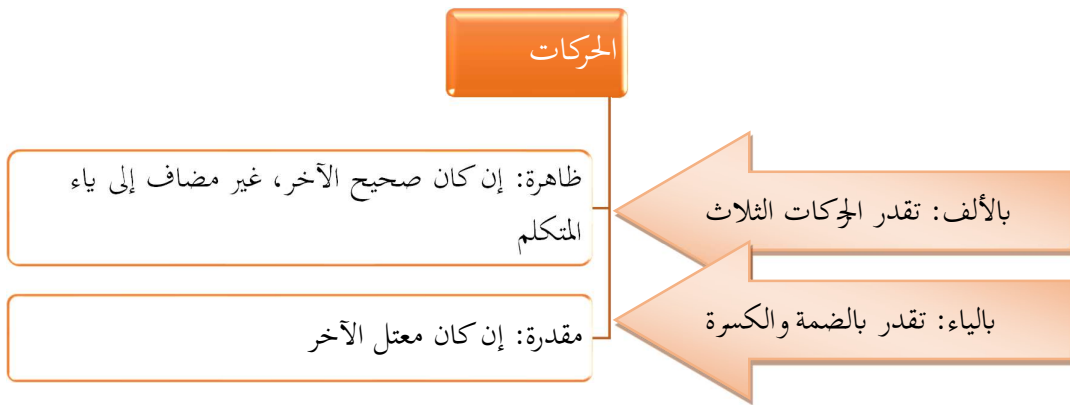 الحركات
ظاهرة: إن كان صحيح الآخر، غير مضاف إلى ياء
المتكلم
بالألف: تقدر الحركات الثلاث
مقدرة: إن كان معتل الآخر
بالياء: تقدر بالضمة والكسرة